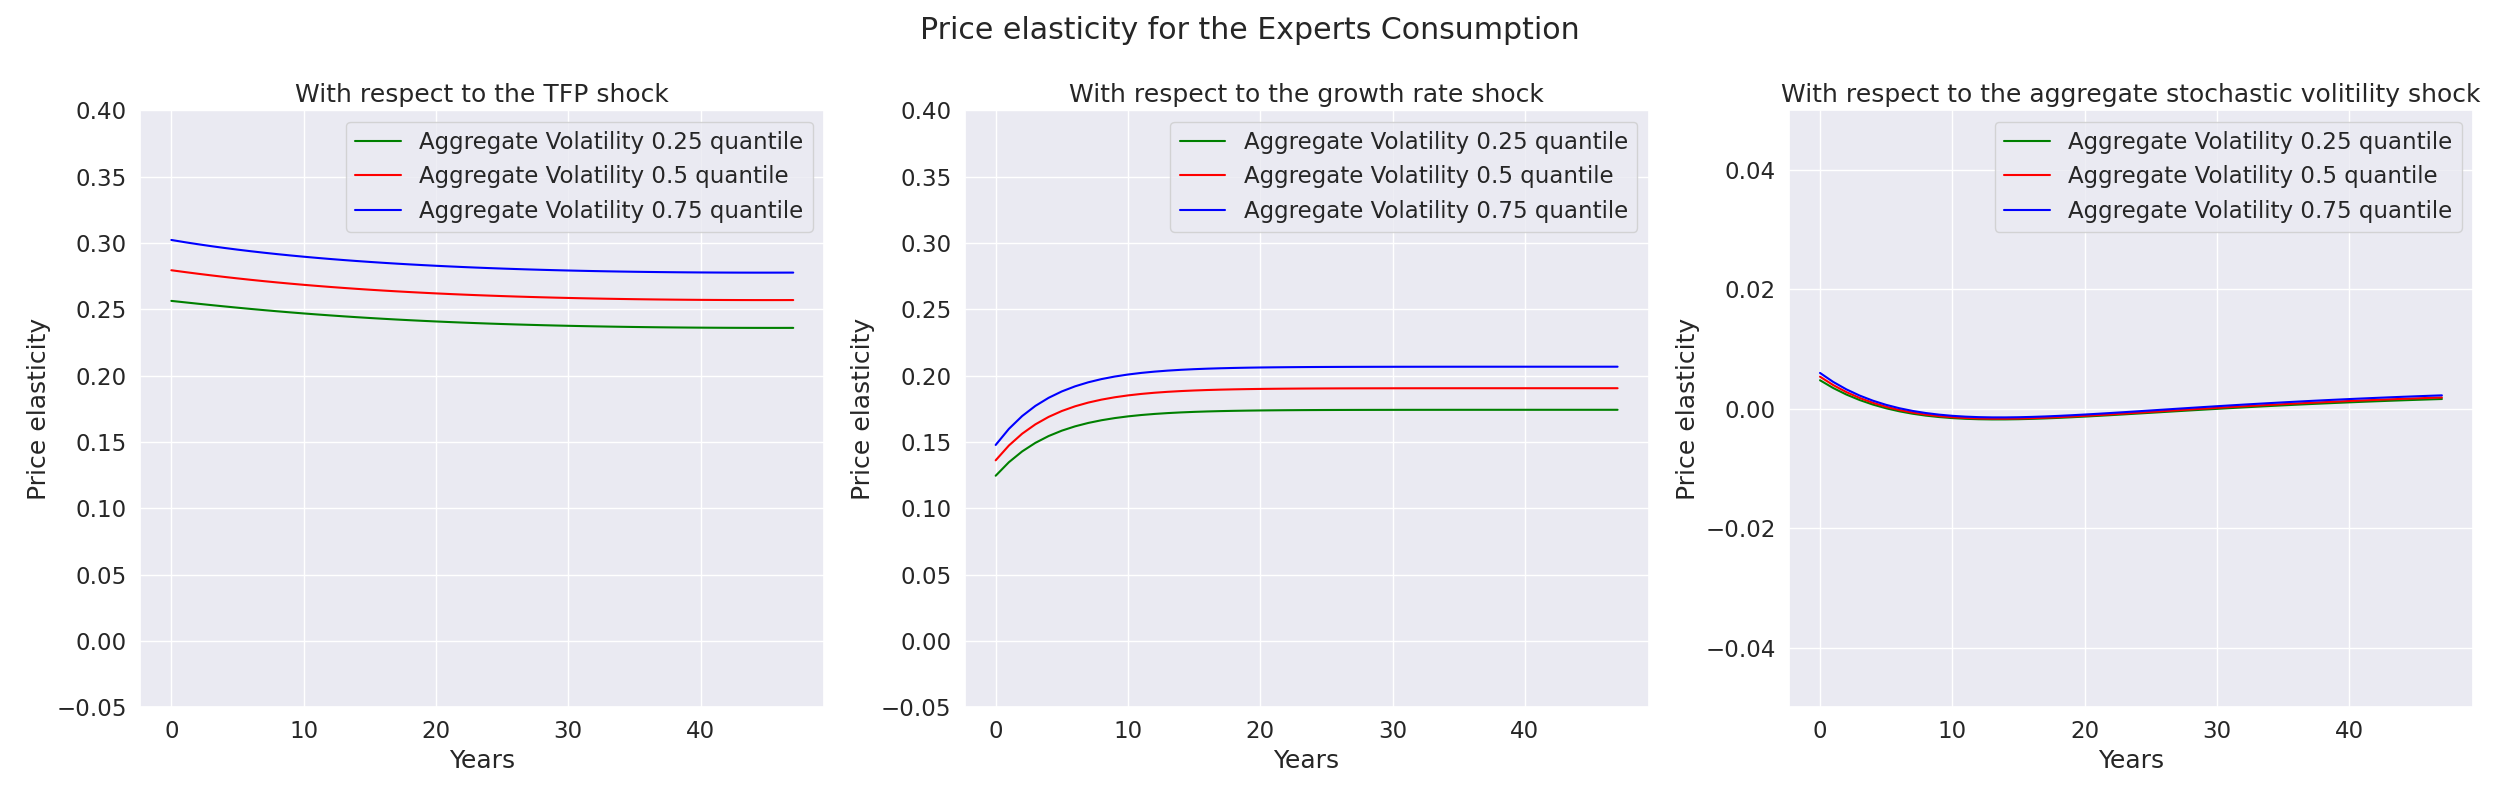 Price elasticity for the Experts Consumption
With respect to the TFP shock
0.40
0.35
0.30
0.25
0.20
0.15
0.10
0.05
0.00
−0.05
Price elasticity
Aggregate Volatility 0.25 quantile
Aggregate Volatility 0.5 quantile
Aggregate Volatility 0.75 quantile
0 10 20 30 40
Years
With respect to the growth rate shock
0.40
0.35
0.30
0.25
0.20
0.15
0.10
0.05
0.00
−0.05
Price elasticity
Aggregate Volatility 0.25 quantile
Aggregate Volatility 0.5 quantile
Aggregate Volatility 0.75 quantile
0 10 20 30 40
Years
With respect to the aggregate stochastic volitility shock
0.04
0.02
0.00
−0.02
−0.04
Price elasticity
Aggregate Volatility 0.25 quantile
Aggregate Volatility 0.5 quantile
Aggregate Volatility 0.75 quantile
0 10 20 30 40
Years